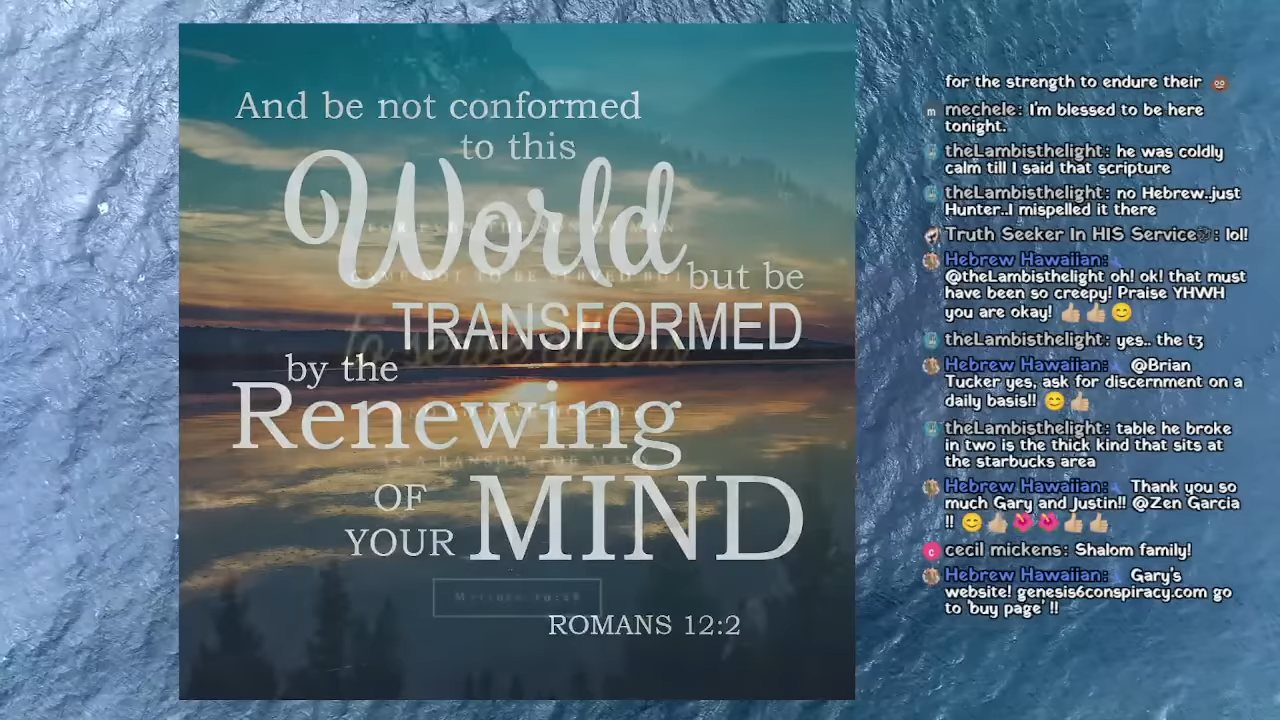 And be not conformed
to this
World
but be
TRANSFORMED
by the
Renewing
OF
YOUR MIND
ROMANS 12:2
for the strength to endure their
mechele: I'm blessed to be here
tonight.
theLambisthelight: he was coldly
calm till I said that scripture
theLambisthelight: no Hebrew..just
Hunter..I mispelled it there
Truth Seeker In HIS Service: lol!
Hebrew Hawaiian:
@theLambisthelight oh! ok! that must
have been so creepy! Praise YHWH
you are okay! 👍🏼👍🏼😊
theLambisthelight: yes.. the t3
Hebrew Hawaiian: @Brian
Tucker yes, ask for discernment on a
daily basis!! 😊👍🏼
theLambisthelight: table he broke
in two is the thick kind that sits at
the starbucks area
Hebrew Hawaiian: Thank you so
much Gary and Justin!! @Zen Garcia
!! 😊👍🏼🌺🌺👍🏼👍🏼
cecil mickens: Shalom family!
Hebrew Hawaiian: Gary's
website! genesis6conspiracy.com go
to 'buy page' !!